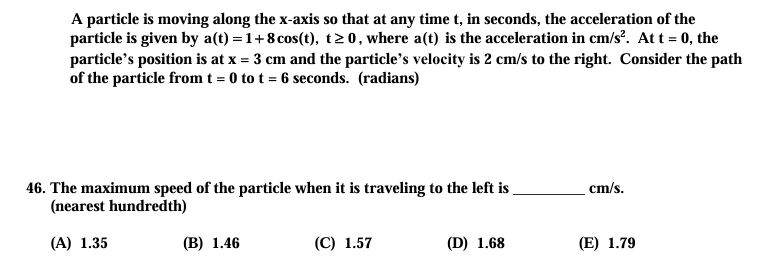 A particle is moving along the x-axis so that at any time t, in seconds, the acceleration of the
particle is given by a(t) = 1 + 8 cos(t), t ≥ 0, where a(t) is the acceleration in cm/s². At t = 0, the
particle's position is at x = 3 cm and the particle's velocity is 2 cm/s to the right. Consider the path
of the particle from t = 0 to t = 6 seconds. (radians)
46. The maximum speed of the particle when it is traveling to the left is __________ cm/s.
(nearest hundredth)
(A) 1.35 (B) 1.46 (C) 1.57 (D) 1.68 (E) 1.79